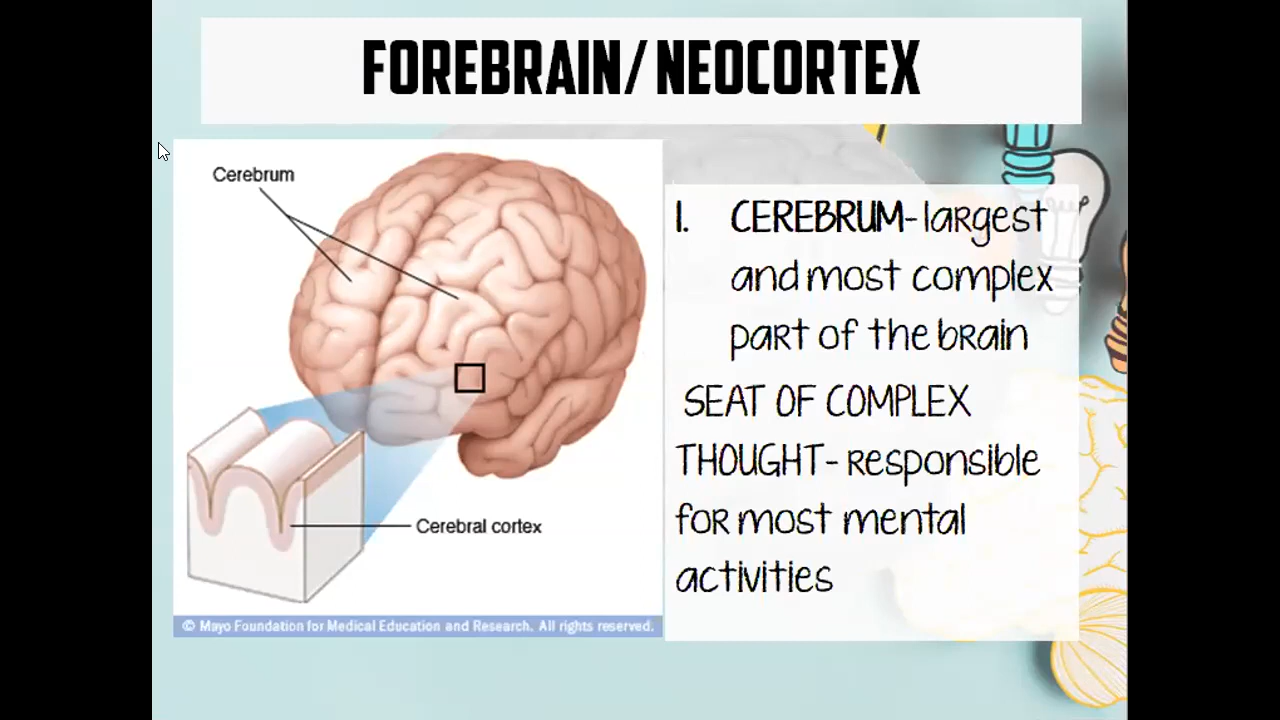 FOREBRAIN/ NEOCORTEX
Cerebrum
Cerebral cortex
© Mayo Foundation for Medical Education and Research. All rights reserved.
1. CEREBRUM- largest
and most complex
part of the brain
SEAT OF COMPLEX
THOUGHT- responsible
for most mental
activities